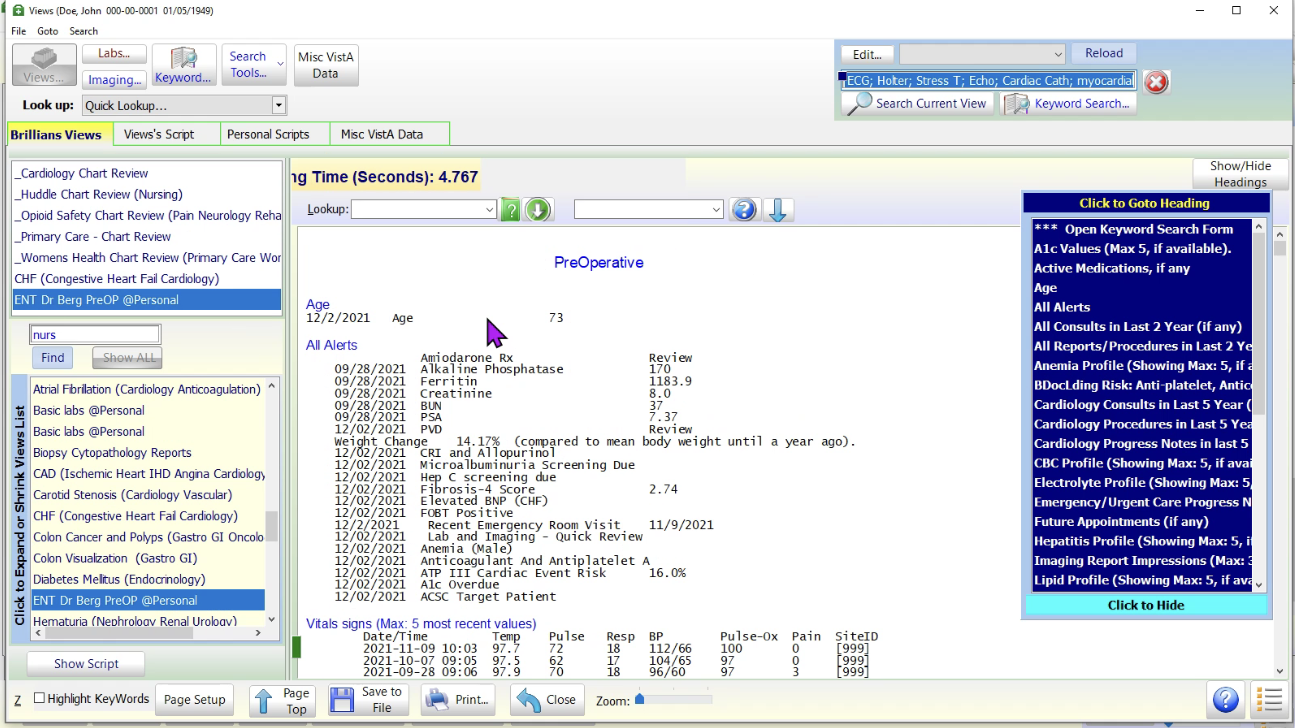 Views (Doe, John 000-00-0001 01/05/1949)
File Goto Search
Views...
Labs...
Imaging...
Keyword...
Search Tools...
Misc VistA Data
Edit...
Reload
ECG; Holter; Stress T; Echo; Cardiac Cath; myocardial
Search Current View
Keyword Search...
Look up: Quick Lookup...
Brillians Views
Views's Script
Personal Scripts
Misc VistA Data
_Cardiology Chart Review
_Huddle Chart Review (Nursing)
_Opioid Safety Chart Review (Pain Neurology Reha
_Primary Care - Chart Review
_Womens Health Chart Review (Primary Care Wor
CHF (Congestive Heart Fail Cardiology)
ENT Dr Berg PreOP @Personal
nurs
Find
Show ALL
Click to Expand or Shrink Views List
Atrial Fibrillation (Cardiology Anticoagulation)
Basic labs @Personal
Basic labs @Personal
Biopsy Cytopathology Reports
CAD (Ischemic Heart IHD Angina Cardiology
Carotid Stenosis (Cardiology Vascular)
CHF (Congestive Heart Fail Cardiology)
Colon Cancer and Polyps (Gastro GI Oncolo
Colon Visualization (Gastro GI)
Diabetes Mellitus (Endocrinology)
ENT Dr Berg PreOP @Personal
Hematuria (Nephrology Renal Urology)
Show Script
ng Time (Seconds): 4.767
Show/Hide Headings
Lookup:
PreOperative
Age
12/2/2021 Age 73
All Alerts
Amiodarone Rx Review
09/28/2021 Alkaline Phosphatase 170
09/28/2021 Ferritin 1183.9
09/28/2021 Creatinine 8.0
09/28/2021 BUN 37
09/28/2021 PSA 7.37
12/02/2021 PVD Review
Weight Change 14.17% (compared to mean body weight until a year ago).
12/02/2021 CRI and Allopurinol
12/02/2021 Microalbuminuria Screening Due
12/02/2021 Hep C screening due
12/02/2021 Fibrosis-4 Score 2.74
12/02/2021 Elevated BNP (CHF)
12/02/2021 FOBT Positive
12/2/2021 Recent Emergency Room Visit 11/9/2021
12/02/2021 Lab and Imaging - Quick Review
12/02/2021 Anemia (Male)
12/02/2021 Anticoagulant And Antiplatelet A
12/02/2021 ATP III Cardiac Event Risk 16.0%
12/02/2021 A1c Overdue
12/02/2021 ACSC Target Patient
Vitals signs (Max: 5 most recent values)
Date/Time Temp Pulse Resp BP Pulse-Ox Pain SiteID
2021-11-09 10:03 97.7 72 18 112/66 100 0 [999]
2021-10-07 09:05 97.5 62 17 104/65 97 0 [999]
2021-09-28 09:06 97.9 70 18 96/60 97 3 [999]
Click to Goto Heading
*** Open Keyword Search Form
A1c Values (Max 5, if available).
Active Medications, if any
Age
All Alerts
All Consults in Last 2 Year (if any)
All Reports/Procedures in Last 2 Ye
Anemia Profile (Showing Max: 5, if a
BDocLding Risk: Anti-platelet, Antico
Cardiology Consults in Last 5 Year (
Cardiology Procedures in Last 5 Yea
Cardiology Progress Notes in last 5
CBC Profile (Showing Max: 5, if avai
Electrolyte Profile (Showing Max: 5,
Emergency/Urgent Care Progress N
Future Appointments (if any)
Hepatitis Profile (Showing Max: 5, if
Imaging Report Impressions (Max: 3
Lipid Profile (Showing Max: 5, if ava
Click to Hide
Z Highlight KeyWords
Page Setup
Page Top
Save to File
Print...
Close
Zoom: